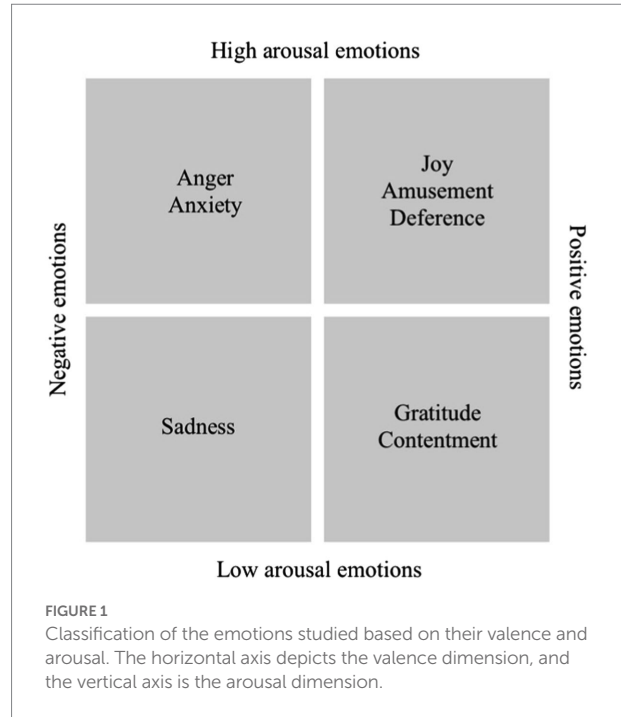 High arousal emotions
Negative emotions
Anger
Anxiety
Joy
Amusement
Deference
Positive emotions
Sadness
Gratitude
Contentment
Low arousal emotions
FIGURE 1
Classification of the emotions studied based on their valence and
arousal. The horizontal axis depicts the valence dimension, and
the vertical axis is the arousal dimension.